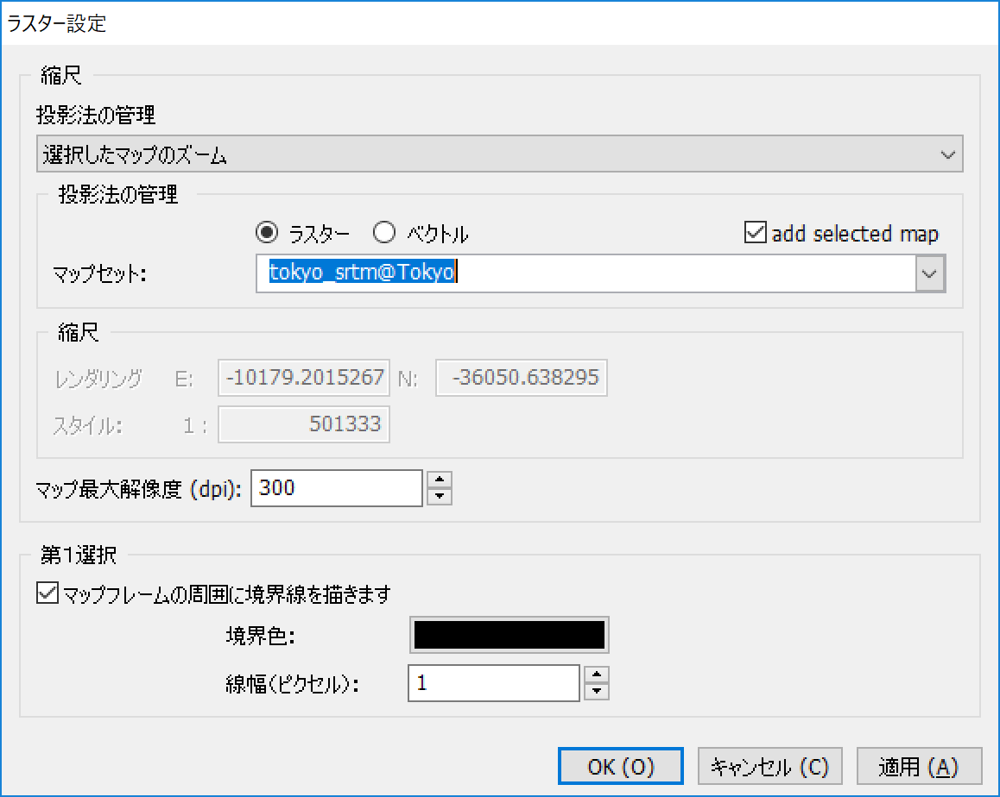 ラスター設定
縮尺
投影法の管理
選択したマップのズーム
投影法の管理
ラスター ベクトル add selected map
マップセット: tokyo_srtm@Tokyo
縮尺
レンダリング E: -10179.2015267 N: -36050.638295
スタイル: 1 : 501333
マップ最大解像度 (dpi): 300
第1選択
マップフレームの周囲に境界線を描きます
境界色:
線幅(ピクセル): 1
OK (O) キャンセル (C) 適用 (A)